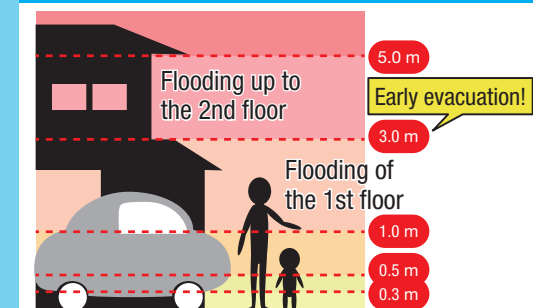 5.0 m
Flooding up to
the 2nd floor
Early evacuation!
3.0 m
Flooding of
the 1st floor
1.0 m
0.5 m
0.3 m